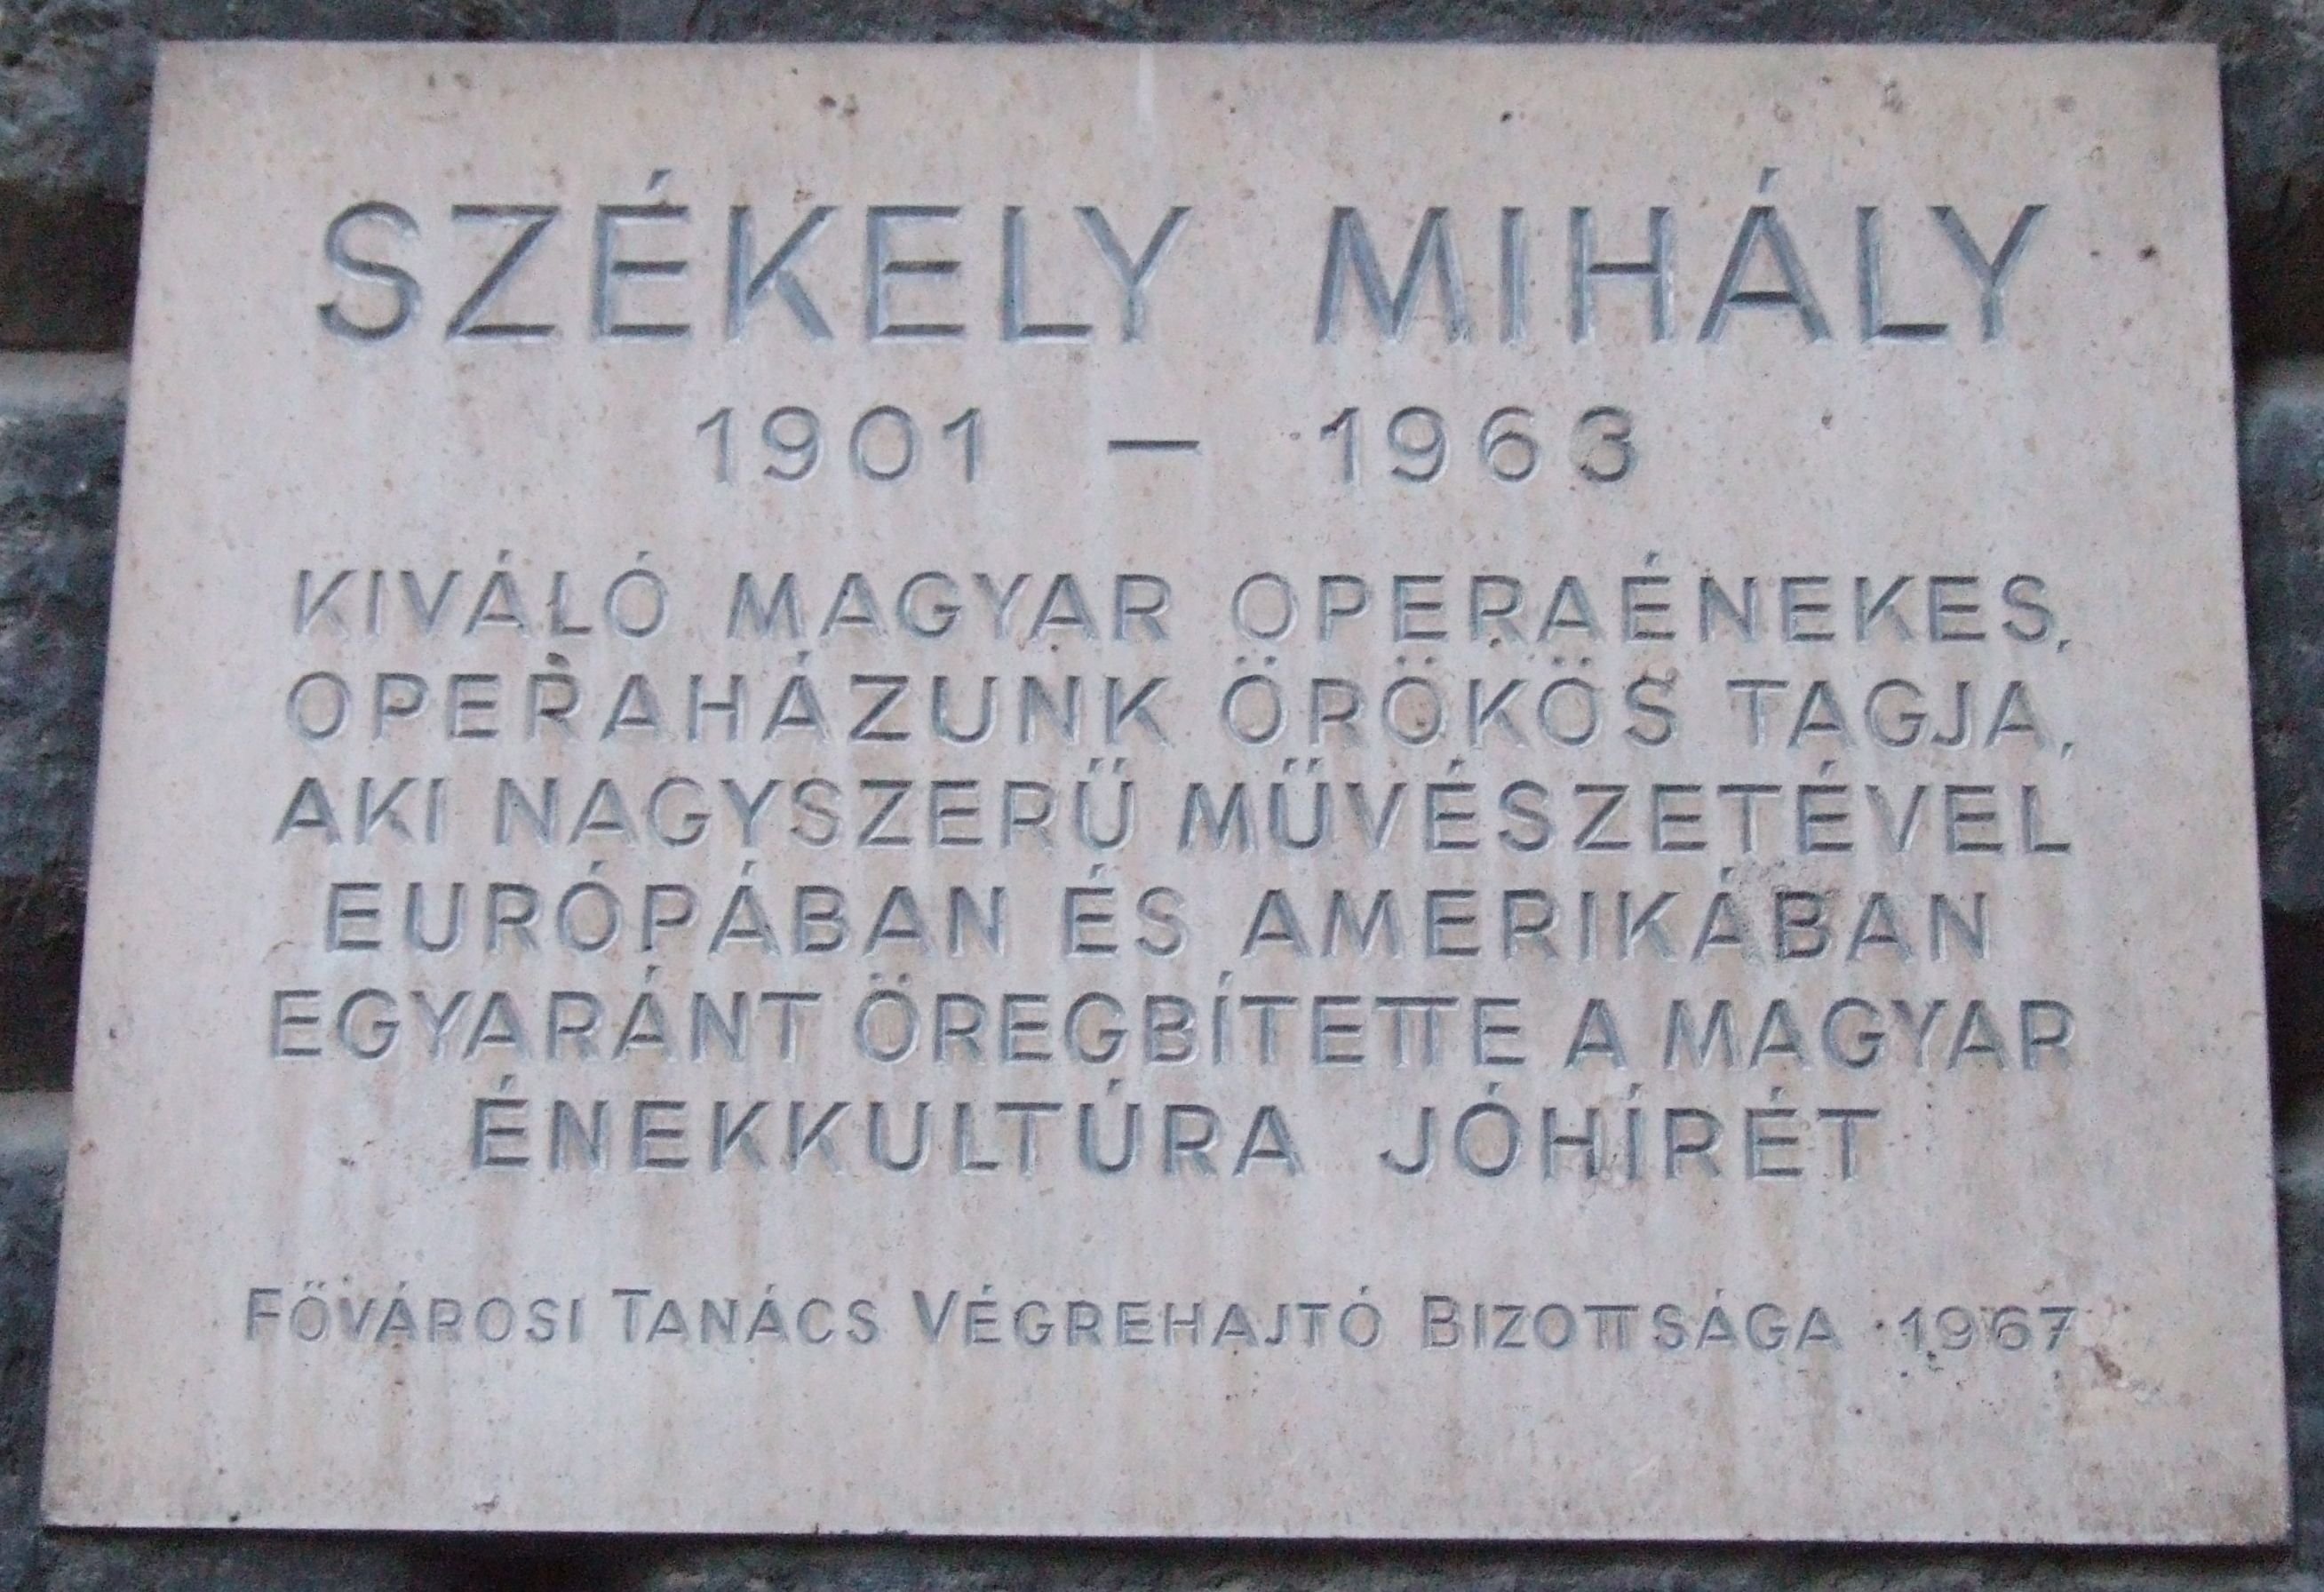 SZÉKELY MIHÁLY
1901 – 1963
KIVÁLÓ MAGYAR OPERAÉNEKES,
OPERAHÁZUNK ÖRÖKÖS TAGJA,
AKI NAGYSZERŰ MŰVÉSZETÉVEL
EURÓPÁBAN ÉS AMERIKÁBAN
EGYARÁNT ÖREGBÍTETTE A MAGYAR
ÉNEKKULTÚRA JÓHÍRÉT
FŐVÁROSI TANÁCS VÉGREHAJTÓ BIZOTTSÁGA · 1967